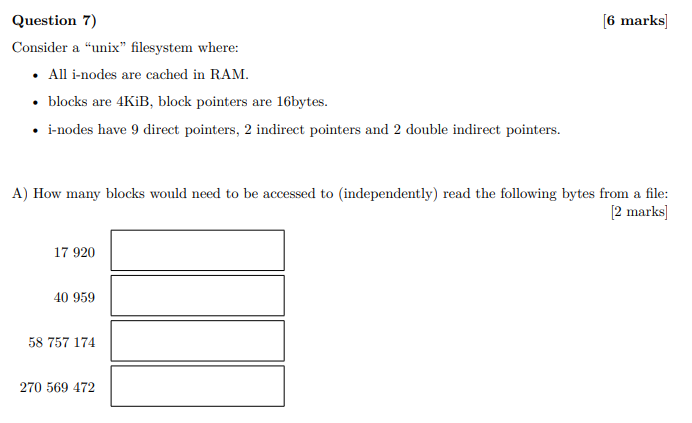 Question 7) [6 marks]
Consider a “unix” filesystem where:
• All i-nodes are cached in RAM.
• blocks are 4KiB, block pointers are 16bytes.
• i-nodes have 9 direct pointers, 2 indirect pointers and 2 double indirect pointers.
A) How many blocks would need to be accessed to (independently) read the following bytes from a file:
[2 marks]
17 920
40 959
58 757 174
270 569 472